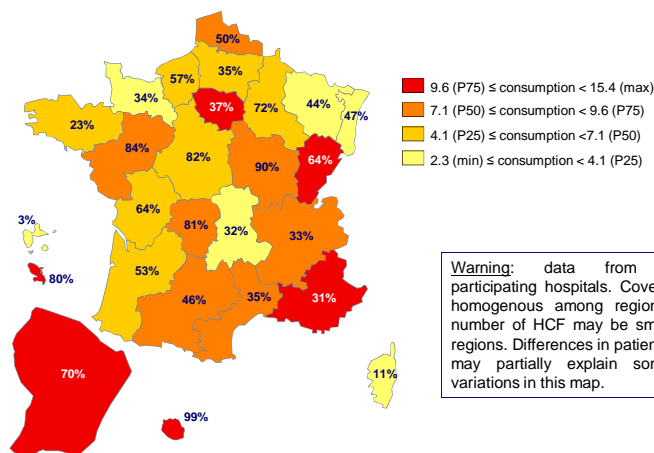 50%
57%
35%
34%
37%
72%
44%
47%
23%
84%
82%
90%
64%
64%
81%
32%
33%
3%
80%
53%
46%
35%
31%
70%
99%
11%
9.6 (P75) ≤ consumption < 15.4 (max)
7.1 (P50) ≤ consumption < 9.6 (P75)
4.1 (P25) ≤ consumption <7.1 (P50)
2.3 (min) ≤ consumption < 4.1 (P25)
Warning: data from
participating hospitals. Cove
homogenous among region
number of HCF may be sm
regions. Differences in patien
may partially explain sor
variations in this map.